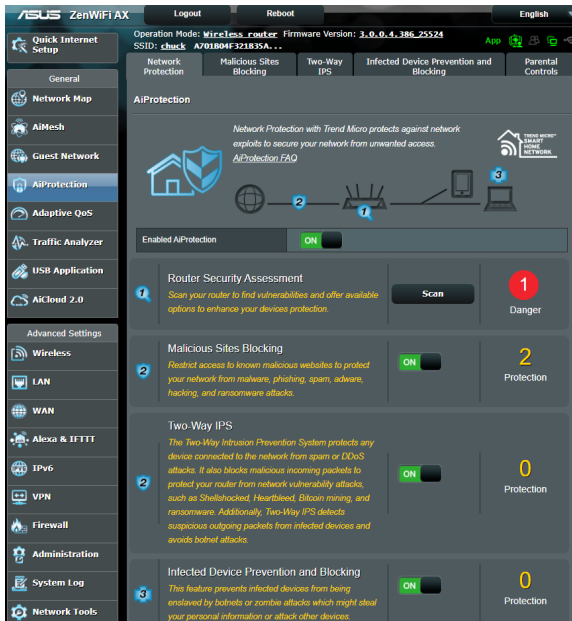 ASUS ZenWiFi AX
Logout
Reboot
English
Quick Internet
Setup
General
Network Map
AiMesh
Guest Network
AiProtection
Adaptive QoS
Traffic Analyzer
USB Application
AiCloud 2.0
Advanced Settings
Wireless
LAN
WAN
Alexa & IFTTT
IPv6
VPN
Firewall
Administration
System Log
Network Tools
Operation Mode: Wireless router Firmware Version: 3.0.0.4.386_25524
SSID: chuck A701B04F321B35A...
App
Network
Protection
Malicious Sites
Blocking
Two-Way
IPS
Infected Device Prevention and
Blocking
Parental
Controls
AiProtection
Network Protection with Trend Micro protects against network
exploits to secure your network from unwanted access.
AiProtection FAQ
TREND MICRO™
SMART
HOME
NETWORK
1
2
3
Enabled AiProtection
ON
1
Router Security Assessment
Scan your router to find vulnerabilities and offer available
options to enhance your devices protection.
Scan
1
Danger
2
Malicious Sites Blocking
Restrict access to known malicious websites to protect
your network from malware, phishing, spam, adware,
hacking, and ransomware attacks.
ON
2
Protection
2
Two-Way IPS
The Two-Way Intrusion Prevention System protects any
device connected to the network from spam or DDoS
attacks. It also blocks malicious incoming packets to
protect your router from network vulnerability attacks,
such as Shellshocked, Heartbleed, Bitcoin mining, and
ransomware. Additionally, Two-Way IPS detects
suspicious outgoing packets from infected devices and
avoids botnet attacks.
ON
0
Protection
3
Infected Device Prevention and Blocking
This feature prevents infected devices from being
enslaved by botnets or zombie attacks which might steal
your personal information or attack other devices.
ON
0
Protection